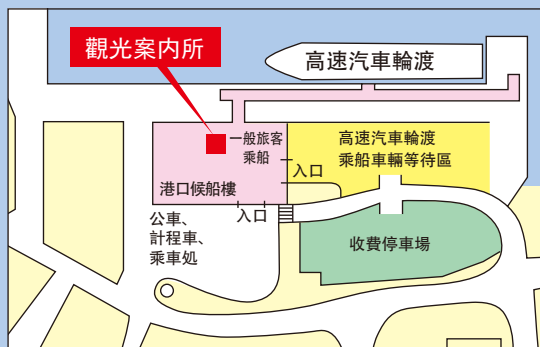 觀光案内所
高速汽車輪渡
一般旅客
乘船
高速汽車輪渡
乘船車輛等待區
入口
港口候船樓
入口
公車、
計程車、
乘車処
收費停車場